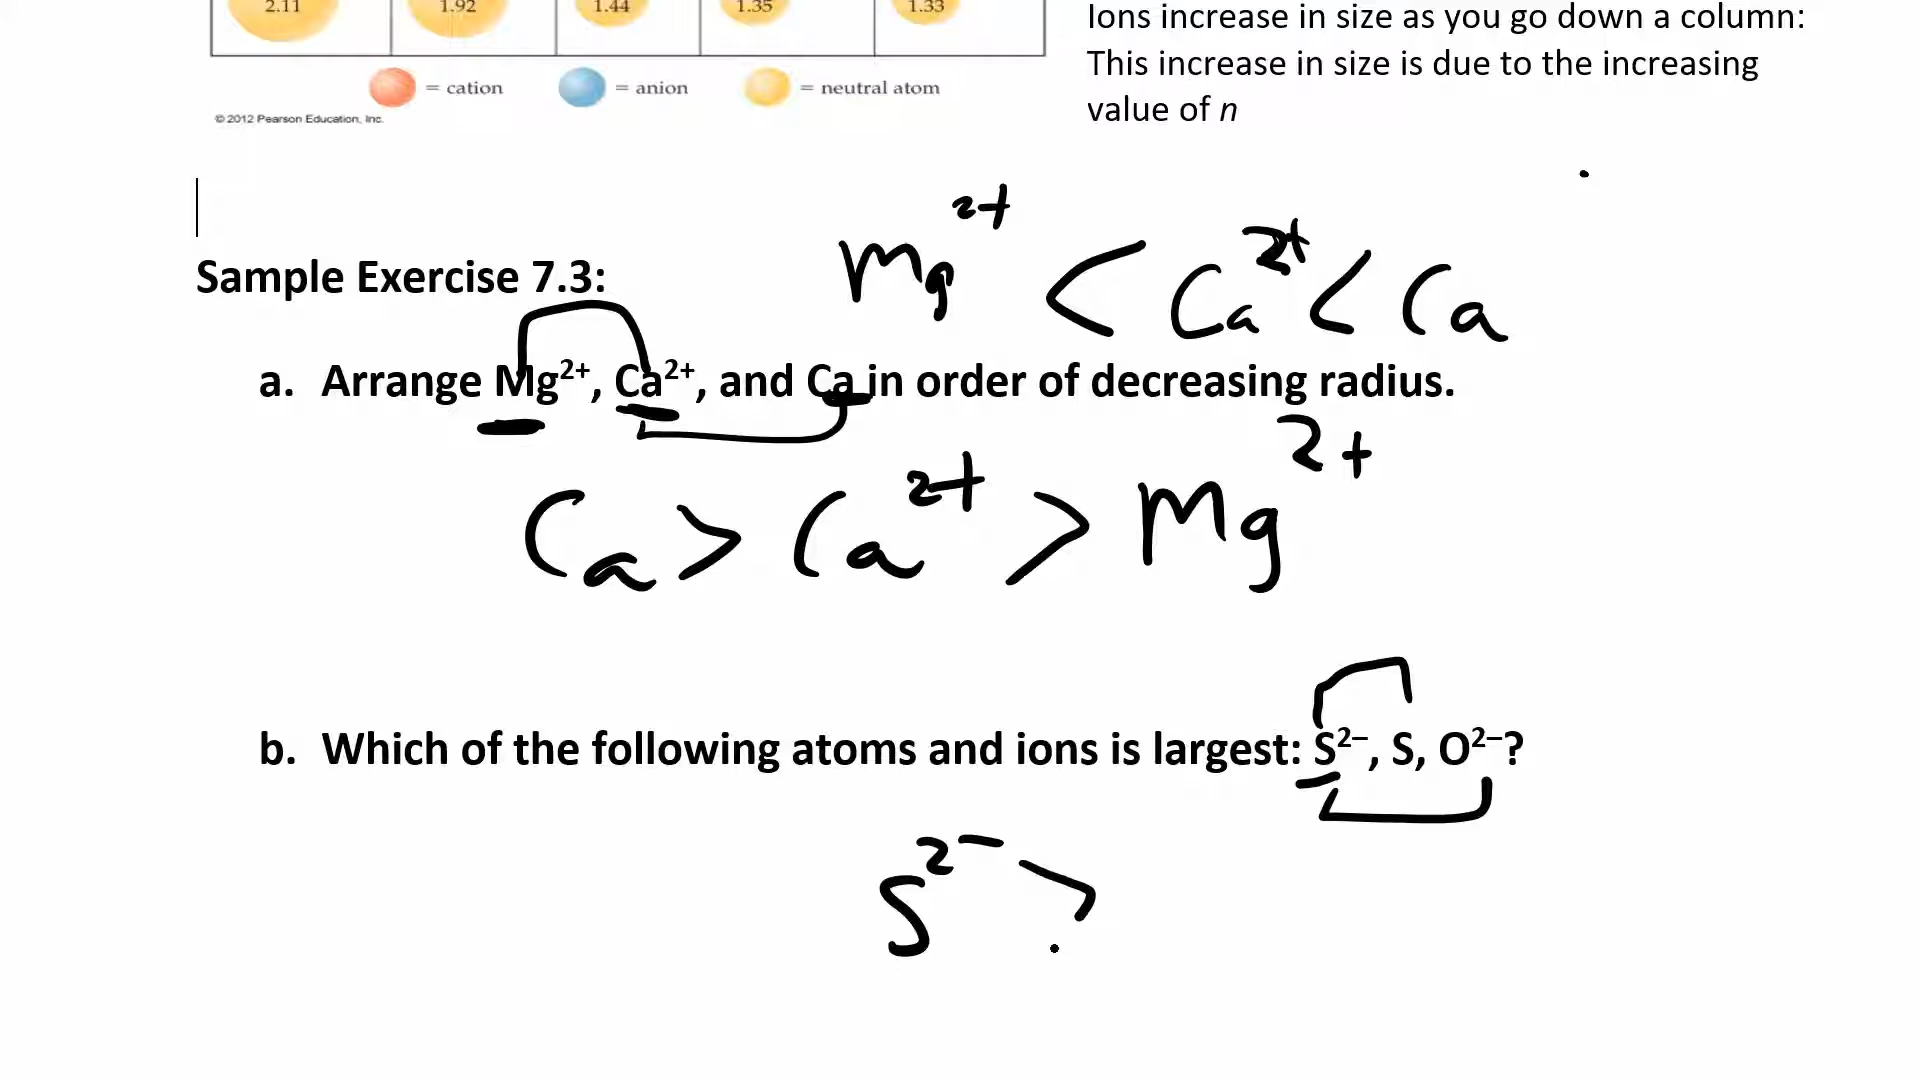 2.11 1.92 1.44 1.35 1.33
= cation = anion = neutral atom
© 2012 Pearson Education, Inc.
Ions increase in size as you go down a column:
This increase in size is due to the increasing
value of n
Mg²⁺ < Ca²⁺ < Ca
Sample Exercise 7.3:
a. Arrange Mg²⁺, Ca²⁺, and Ca in order of decreasing radius.
Ca > Ca²⁺ > Mg²⁺
b. Which of the following atoms and ions is largest: S²⁻, S, O²⁻?
S²⁻ >